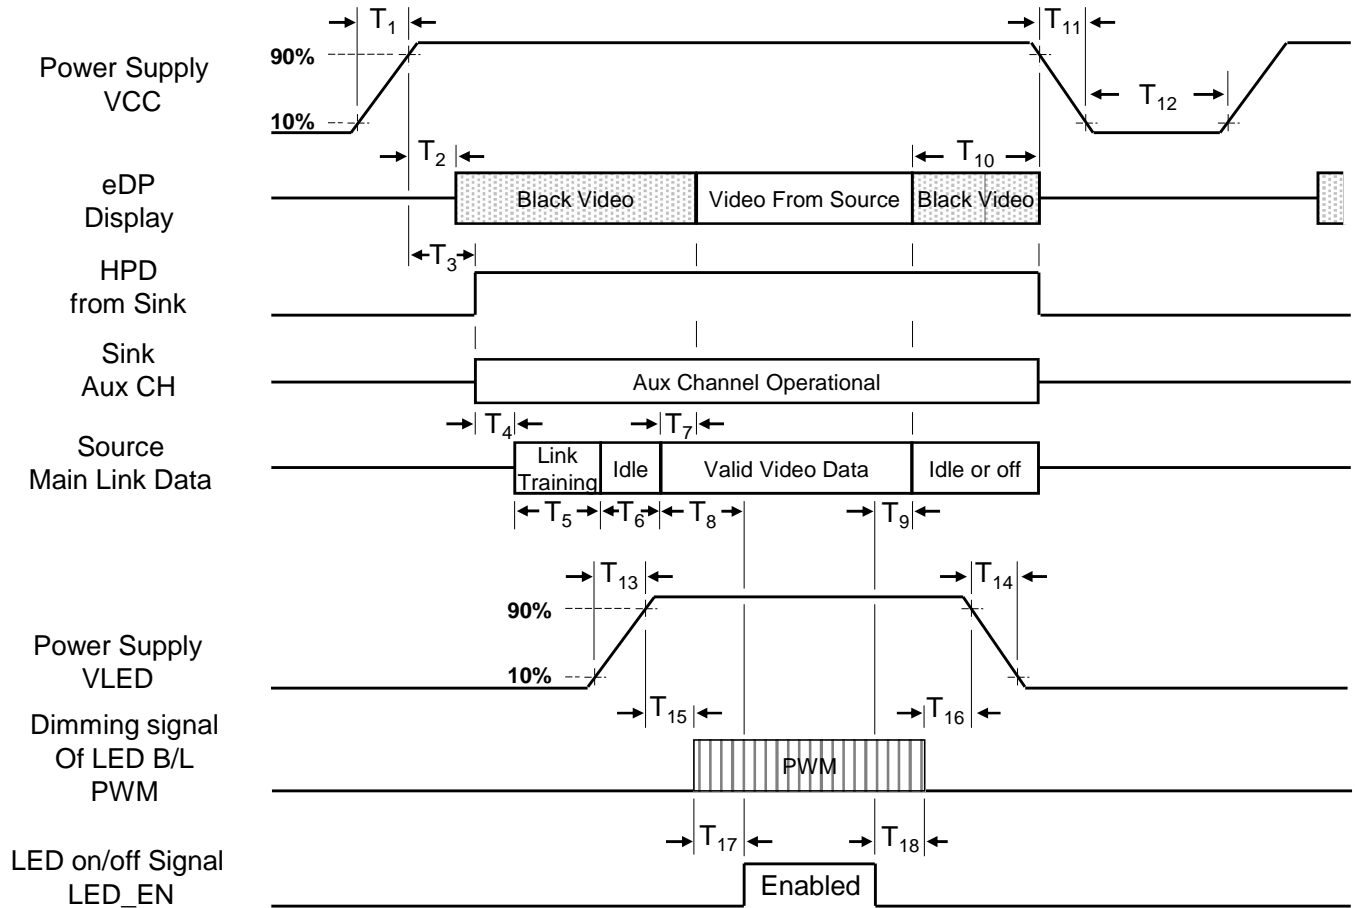 T1
T11
90%
Power Supply
VCC
T12
10%
T2
T10
eDP
Display
Black Video
Video From Source
Black Video
T3
HPD
from Sink
Sink
Aux CH
Aux Channel Operational
T4
T7
Source
Main Link Data
Link
Training
Idle
Valid Video Data
Idle or off
T5
T6
T8
T9
T13
T14
90%
Power Supply
VLED
10%
T15
T16
Dimming signal
Of LED B/L
PWM
PWM
T17
T18
LED on/off Signal
LED_EN
Enabled